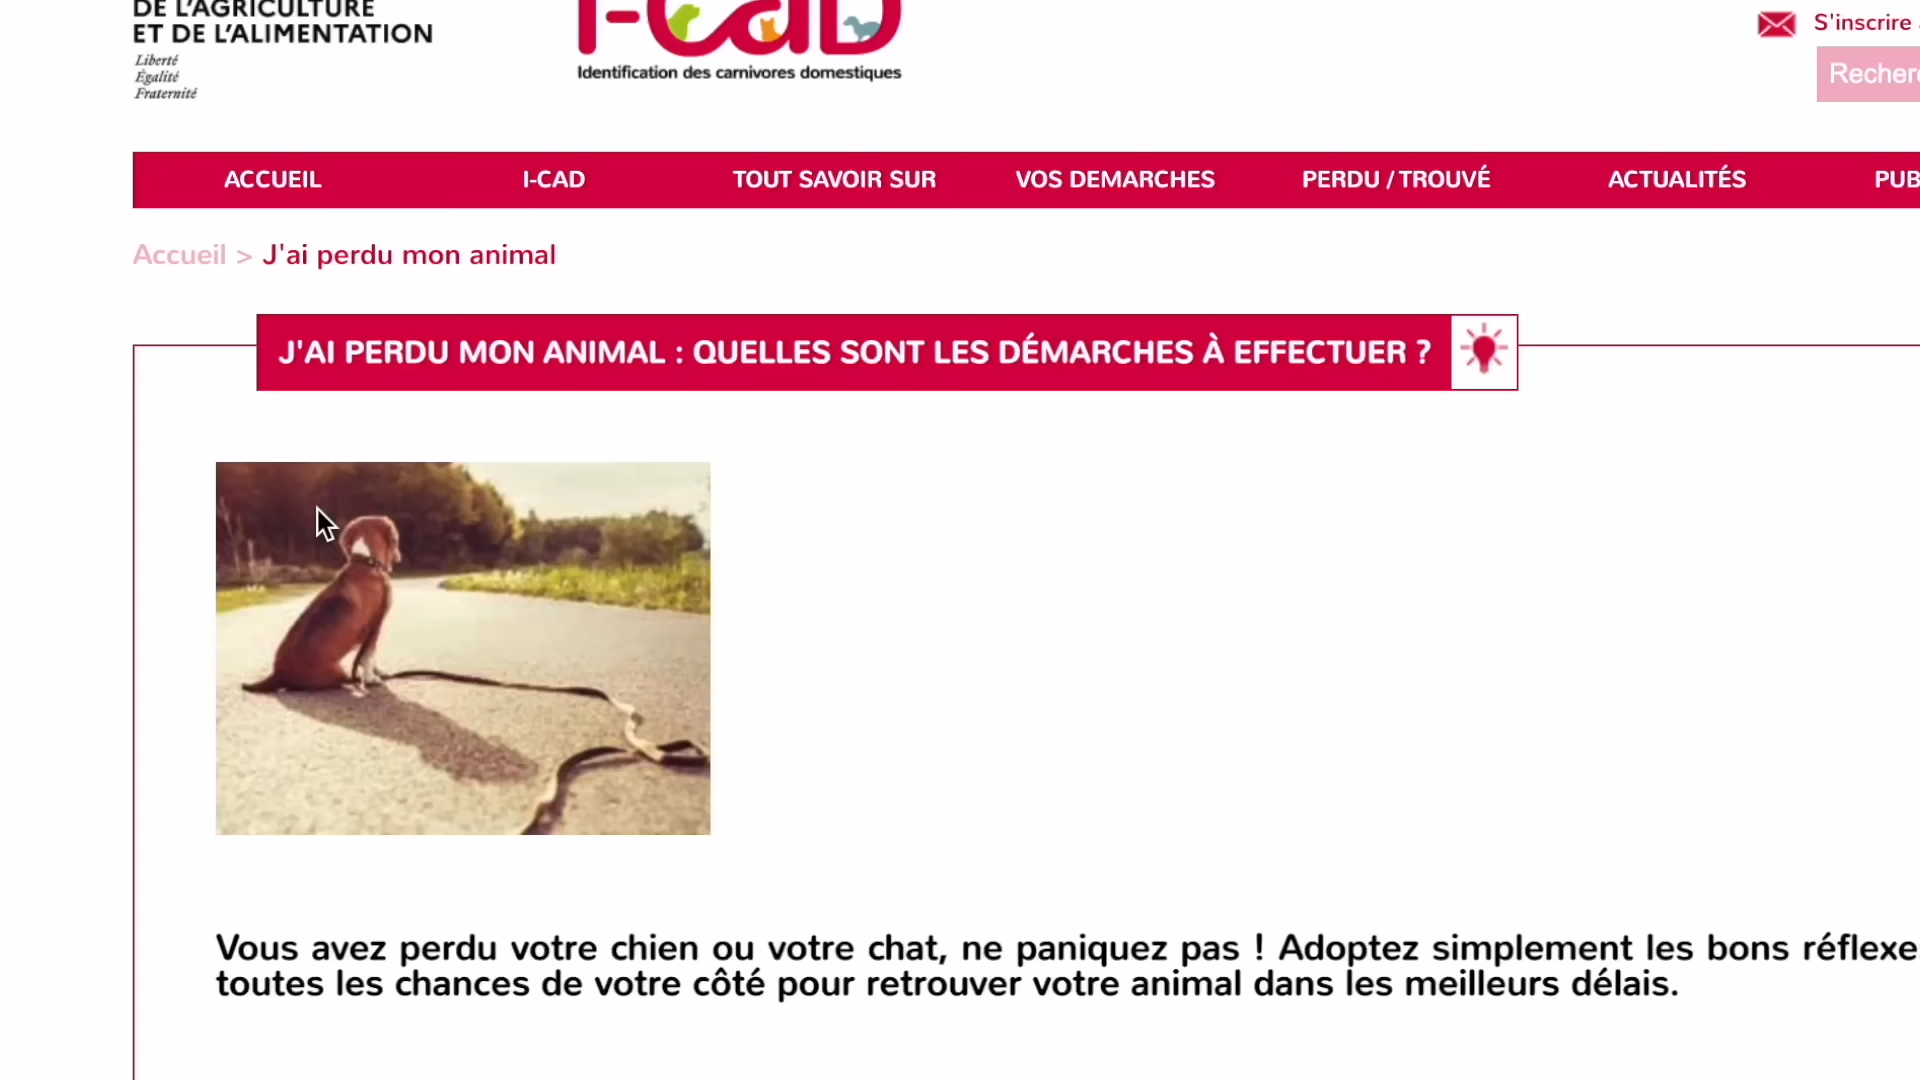 DE L'AGRICULTURE
ET DE L'ALIMENTATION
Liberté
Égalité
Fraternité
I-CAD
Identification des carnivores domestiques
S'inscrire
ACCUEIL I-CAD TOUT SAVOIR SUR VOS DEMARCHES PERDU / TROUVÉ ACTUALITÉS
Accueil > J'ai perdu mon animal
J'AI PERDU MON ANIMAL : QUELLES SONT LES DÉMARCHES À EFFECTUER ?
Vous avez perdu votre chien ou votre chat, ne paniquez pas ! Adoptez simplement les bons
toutes les chances de votre côté pour retrouver votre animal dans les meilleurs délais.